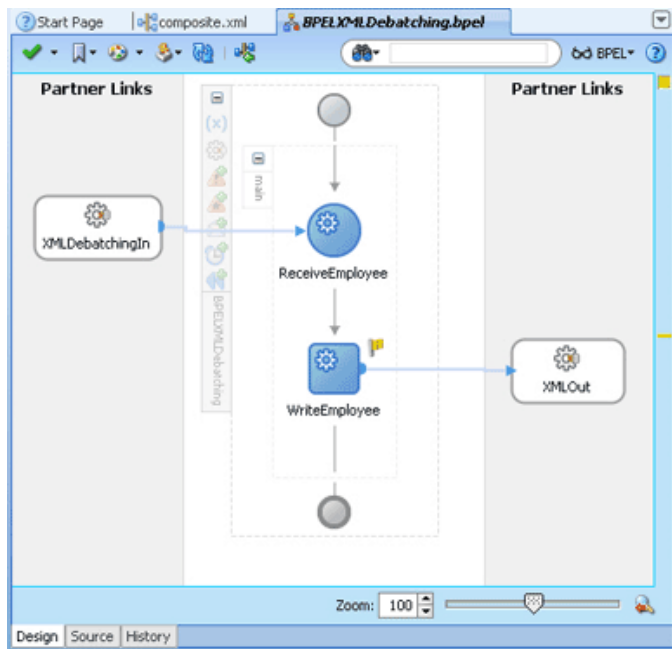 Start Page
composite.xml
BPELXMLDebatching.bpel
BPEL
Partner Links
Partner Links
(x)
main
XMLDebatchingIn
ReceiveEmployee
BPELXMLDebatching
WriteEmployee
XMLOut
Zoom: 100
Design Source History